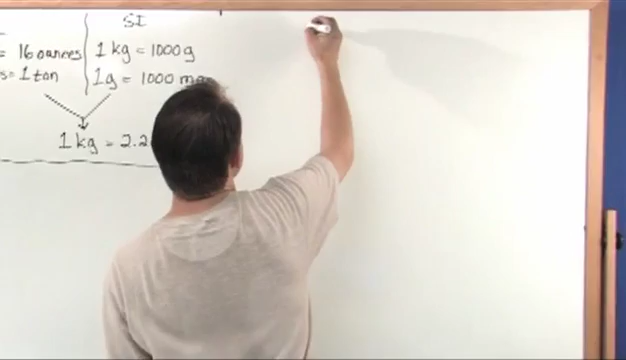 SI
= 16 ounces 1 kg = 1000 g
= 1 ton 1 g = 1000
1 kg = 2.2